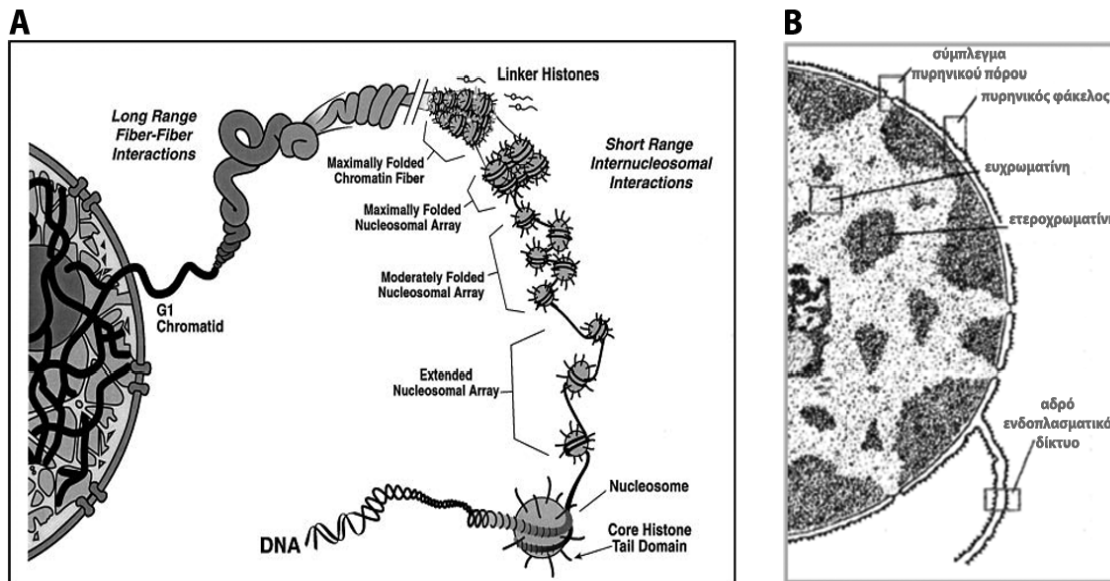 A
Linker Histones
Long Range
Fiber-Fiber
Interactions
Maximally Folded
Chromatin Fiber
Short Range
Internucleosomal
Interactions
Maximally Folded
Nucleosomal Array
Moderately Folded
Nucleosomal Array
G1
Chromatid
Extended
Nucleosomal Array
Nucleosome
DNA
Core Histone
Tail Domain
B
σύμπλεγμα
πυρηνικού πόρου
πυρηνικός φάκελος
ευχρωματίνη
ετεροχρωματίνη
αδρό
ενδοπλασματικό
δίκτυο